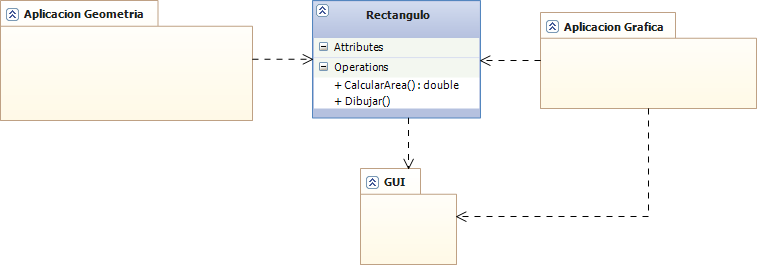 Aplicacion Geometria
Rectangulo
Attributes
Operations
+ CalcularArea() : double
+ Dibujar()
Aplicacion Grafica
GUI